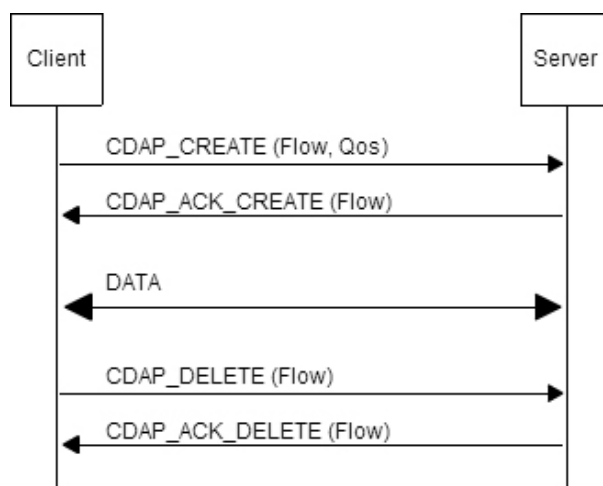 Client
Server
CDAP_CREATE (Flow, Qos)
CDAP_ACK_CREATE (Flow)
DATA
CDAP_DELETE (Flow)
CDAP_ACK_DELETE (Flow)